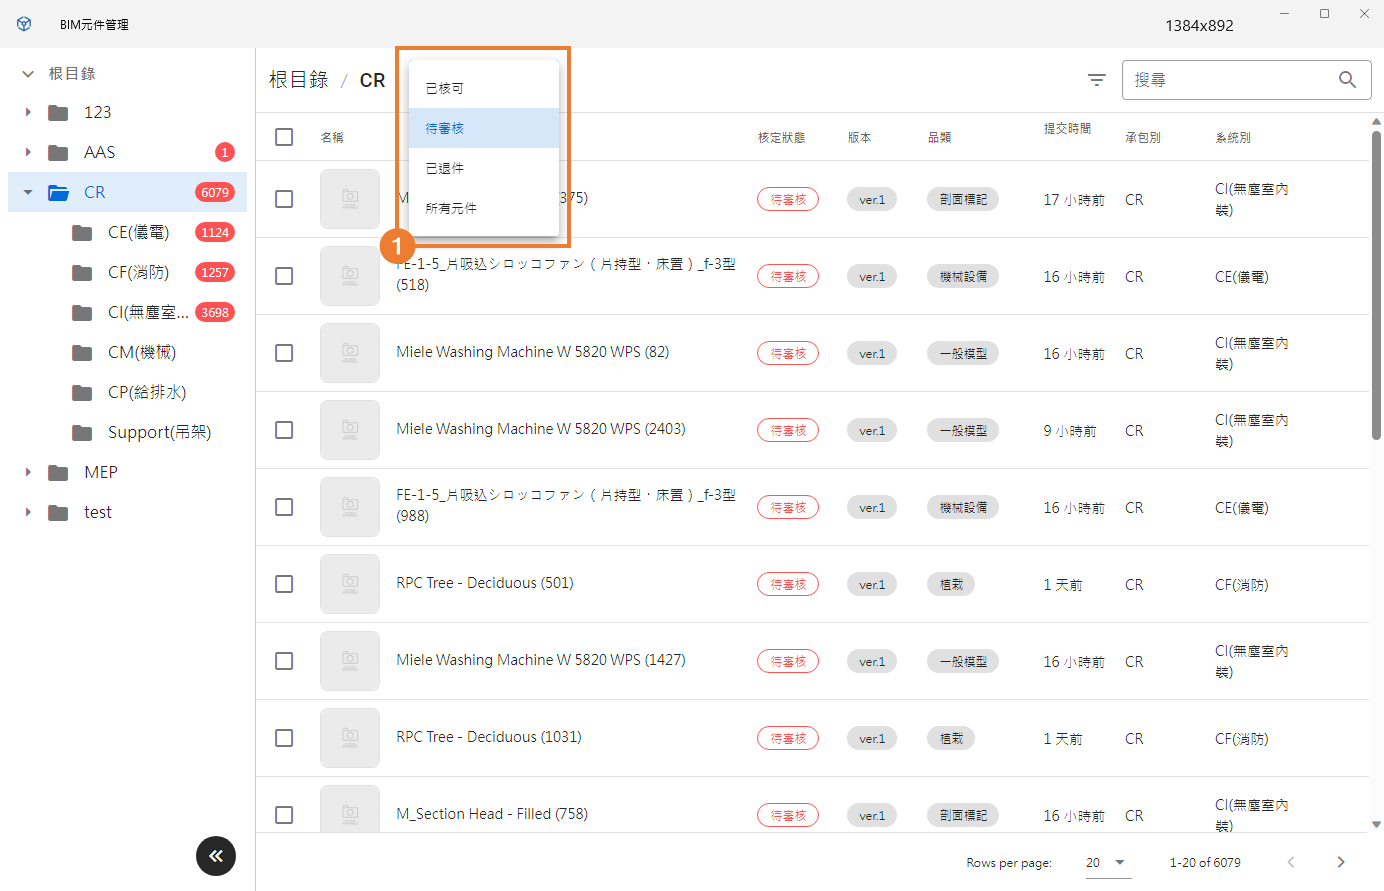 BIM元件管理
1384x892
根目錄
123
AAS
1
CR
6079
CE(儀電)
1124
CF(消防)
1257
CI(無塵室...
3698
CM(機械)
CP(給排水)
Support(吊架)
MEP
test
根目錄 / CR
已核可
待審核
已退件
所有元件
1
搜尋
名稱
核定狀態
版本
品類
提交時間
承包別
系統別
M
375)
待審核
ver.1
剖面標記
17 小時前
CR
CI(無塵室內
裝)
FE-1-5_片吸込シロッコファン（片持型・床置）_f-3型
(518)
待審核
ver.1
機械設備
16 小時前
CR
CE(儀電)
Miele Washing Machine W 5820 WPS (82)
待審核
ver.1
一般模型
16 小時前
CR
CI(無塵室內
裝)
Miele Washing Machine W 5820 WPS (2403)
待審核
ver.1
一般模型
9 小時前
CR
CI(無塵室內
裝)
FE-1-5_片吸込シロッコファン（片持型・床置）_f-3型
(988)
待審核
ver.1
機械設備
16 小時前
CR
CE(儀電)
RPC Tree - Deciduous (501)
待審核
ver.1
植栽
1 天前
CR
CF(消防)
Miele Washing Machine W 5820 WPS (1427)
待審核
ver.1
一般模型
16 小時前
CR
CI(無塵室內
裝)
RPC Tree - Deciduous (1031)
待審核
ver.1
植栽
1 天前
CR
CF(消防)
M_Section Head - Filled (758)
待審核
ver.1
剖面標記
16 小時前
CR
CI(無塵室內
裝)
Rows per page:
20
1-20 of 6079